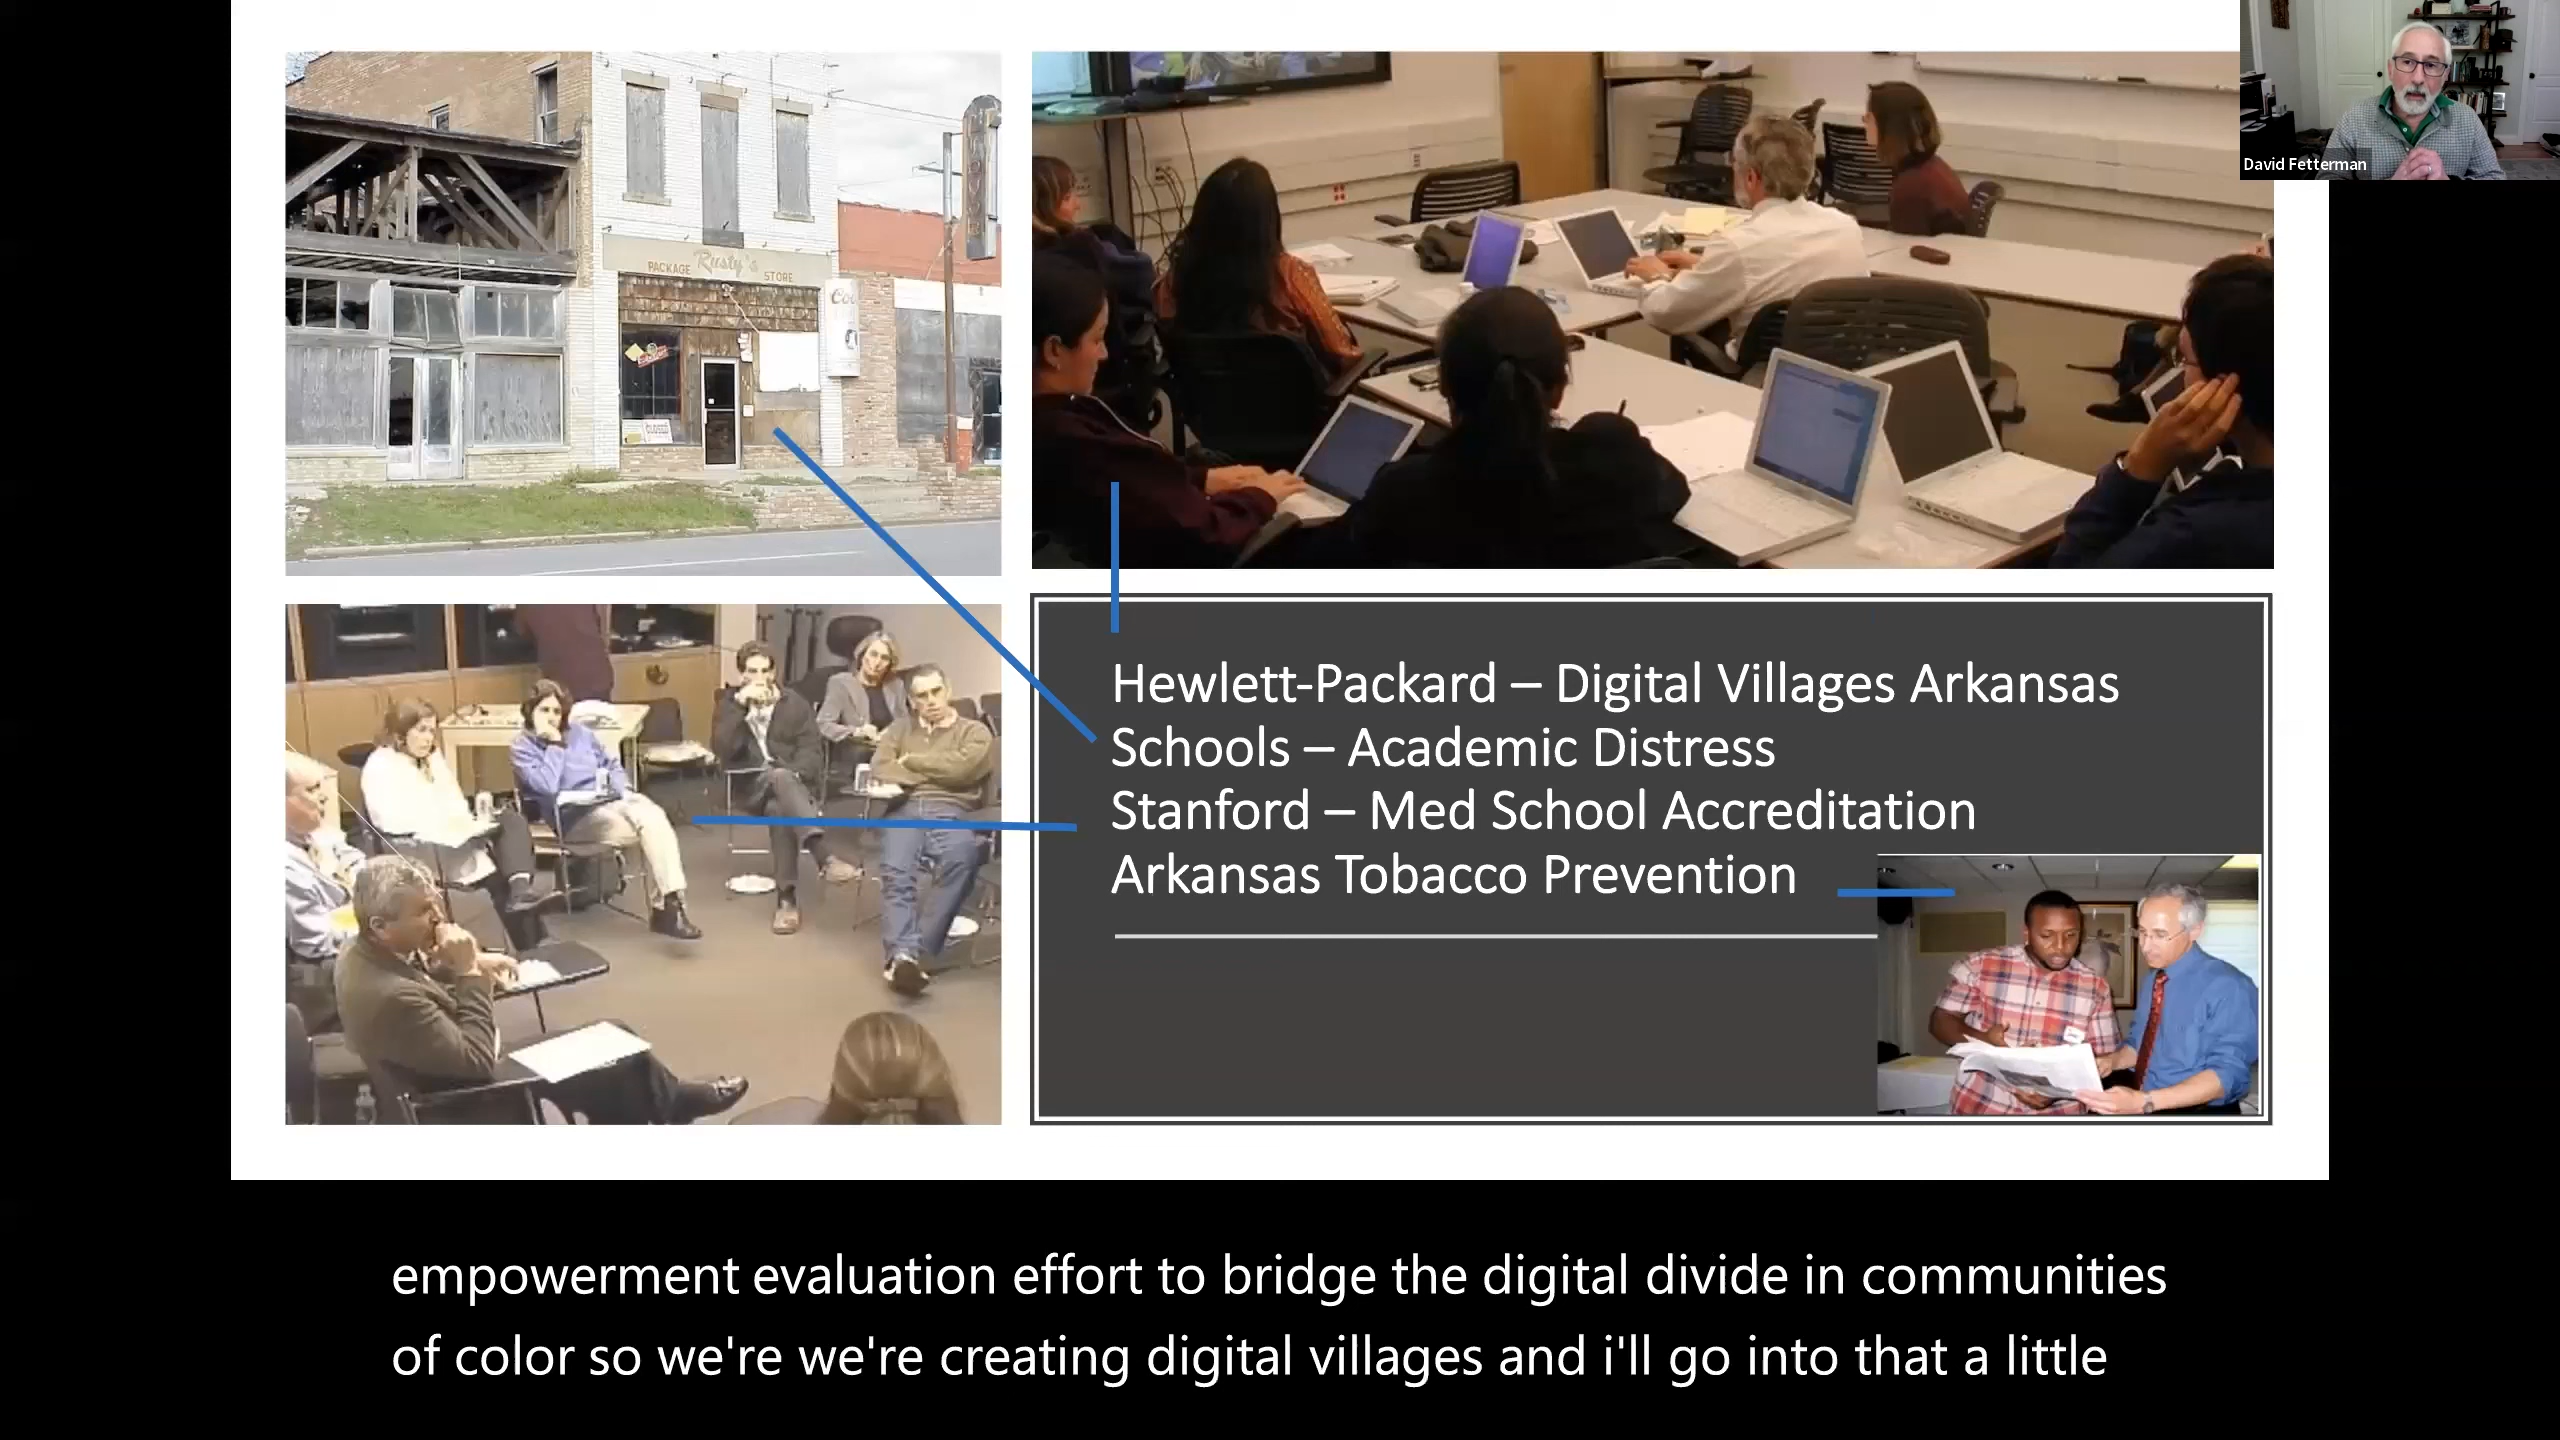 David Fetterman
Rusty's
PACKAGE STORE
CLOSED
Hewlett-Packard – Digital Villages Arkansas
Schools – Academic Distress
Stanford – Med School Accreditation
Arkansas Tobacco Prevention
empowerment evaluation effort to bridge the digital divide in communities
of color so we're we're creating digital villages and i'll go into that a little